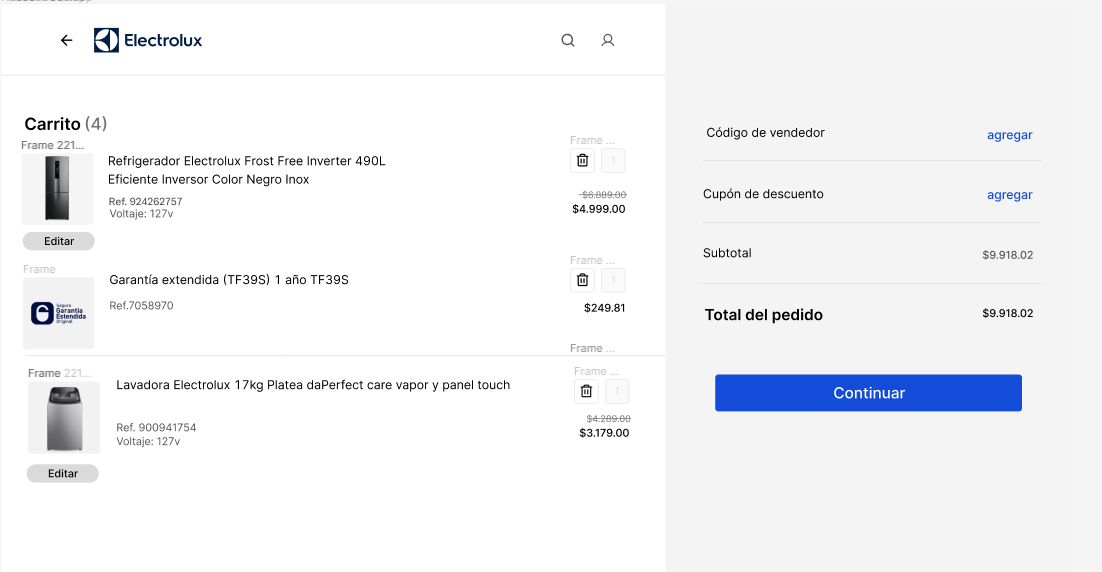 Electrolux
Carrito (4)
Frame 221...
Frame ...
1
Refrigerador Electrolux Frost Free Inverter 490L
Eficiente Inversor Color Negro Inox
Ref. 924262757
Voltaje: 127v
$6.889.00
$4.999.00
Editar
Frame
Frame ...
1
Garantía extendida (TF39S) 1 año TF39S
Ref.7058970
Seguro
Garantía
Estendida
Original
$249.81
Frame ...
Frame 221...
Frame ...
1
Lavadora Electrolux 17kg Platea daPerfect care vapor y panel touch
Ref. 900941754
Voltaje: 127v
$4.289.00
$3.179.00
Editar
Código de vendedor
agregar
Cupón de descuento
agregar
Subtotal
$9.918.02
Total del pedido
$9.918.02
Continuar